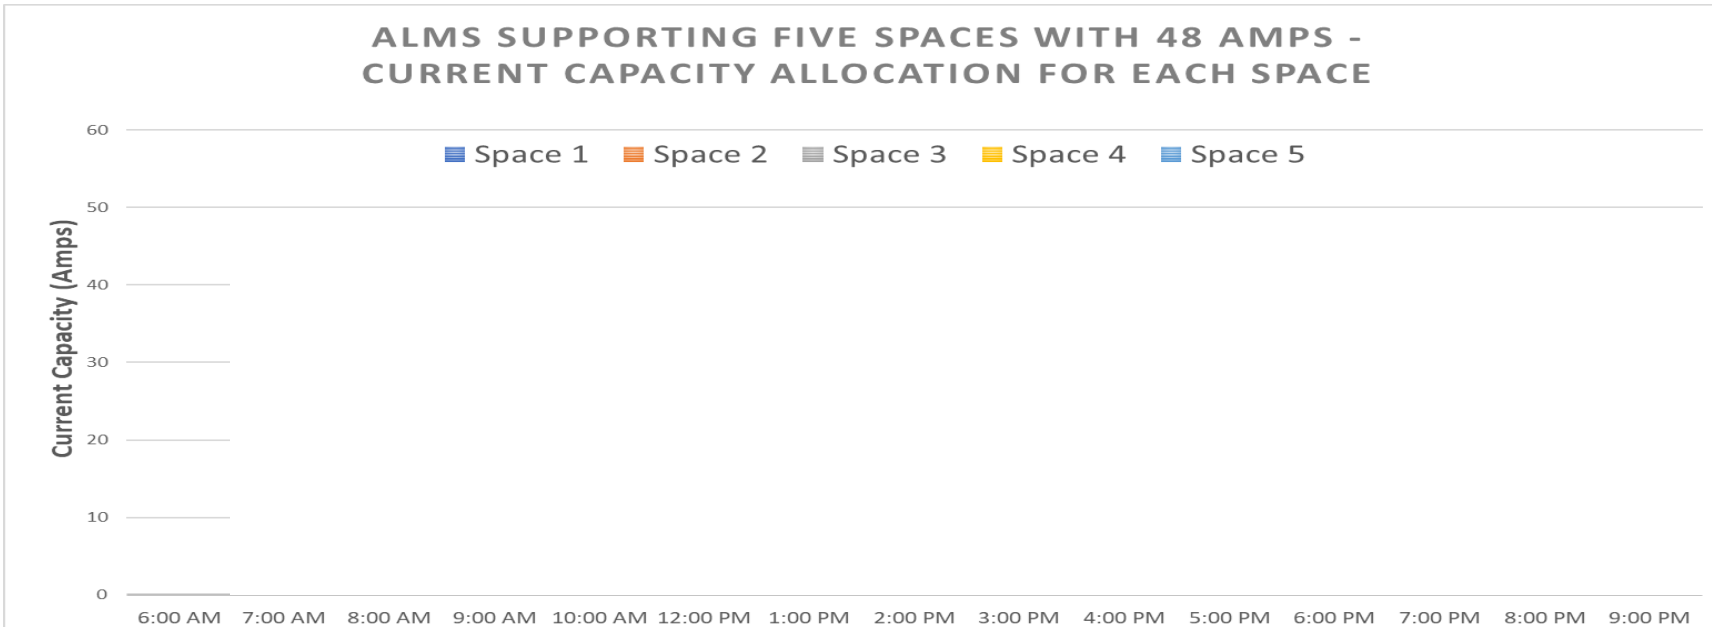 ALMS SUPPORTING FIVE SPACES WITH 48 AMPS -
CURRENT CAPACITY ALLOCATION FOR EACH SPACE
Space 1 Space 2 Space 3 Space 4 Space 5
Current Capacity (Amps)
60
50
40
30
20
10
0
6:00 AM 7:00 AM 8:00 AM 9:00 AM 10:00 AM 12:00 PM 1:00 PM 2:00 PM 3:00 PM 4:00 PM 5:00 PM 6:00 PM 7:00 PM 8:00 PM 9:00 PM